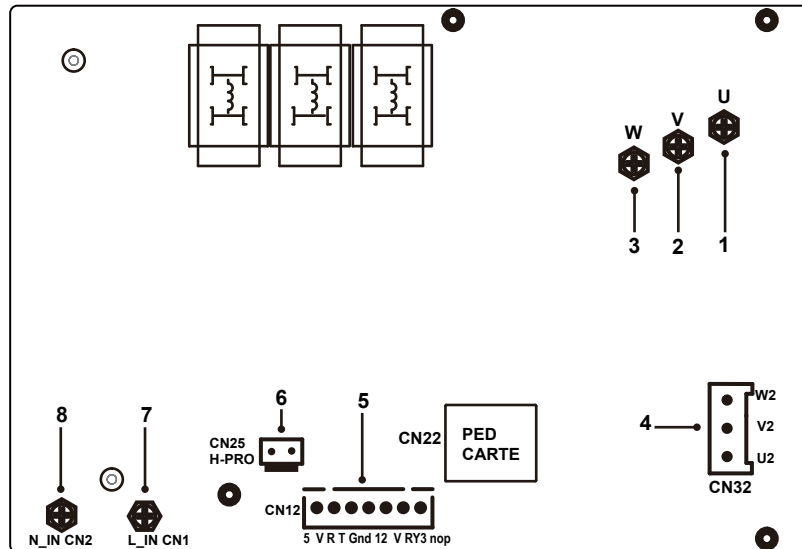 U
V
W
3
2
1
8
7
6
5
4
CN25
H-PRO
CN22
PED
CARTE
W2
V2
U2
CN32
CN12
5 V R T Gnd 12 V RY3 nop
N_IN CN2
L_IN CN1